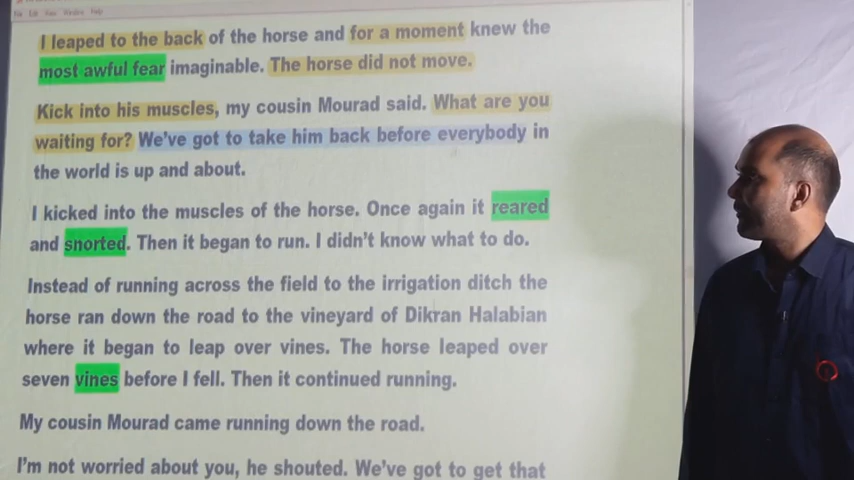 File Edit View Window Help
I leaped to the back of the horse and for a moment knew the
most awful fear imaginable. The horse did not move.
Kick into his muscles, my cousin Mourad said. What are you
waiting for? We've got to take him back before everybody in
the world is up and about.
I kicked into the muscles of the horse. Once again it reared
and snorted. Then it began to run. I didn't know what to do.
Instead of running across the field to the irrigation ditch the
horse ran down the road to the vineyard of Dikran Halabian
where it began to leap over vines. The horse leaped over
seven vines before I fell. Then it continued running.
My cousin Mourad came running down the road.
I'm not worried about you, he shouted. We've got to get that